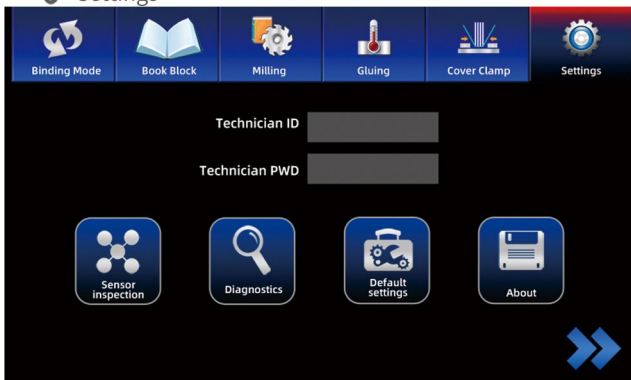 Settings
Binding Mode
Book Block
Milling
Gluing
Cover Clamp
Settings
Technician ID
Technician PWD
Sensor
inspection
Diagnostics
Default
settings
About